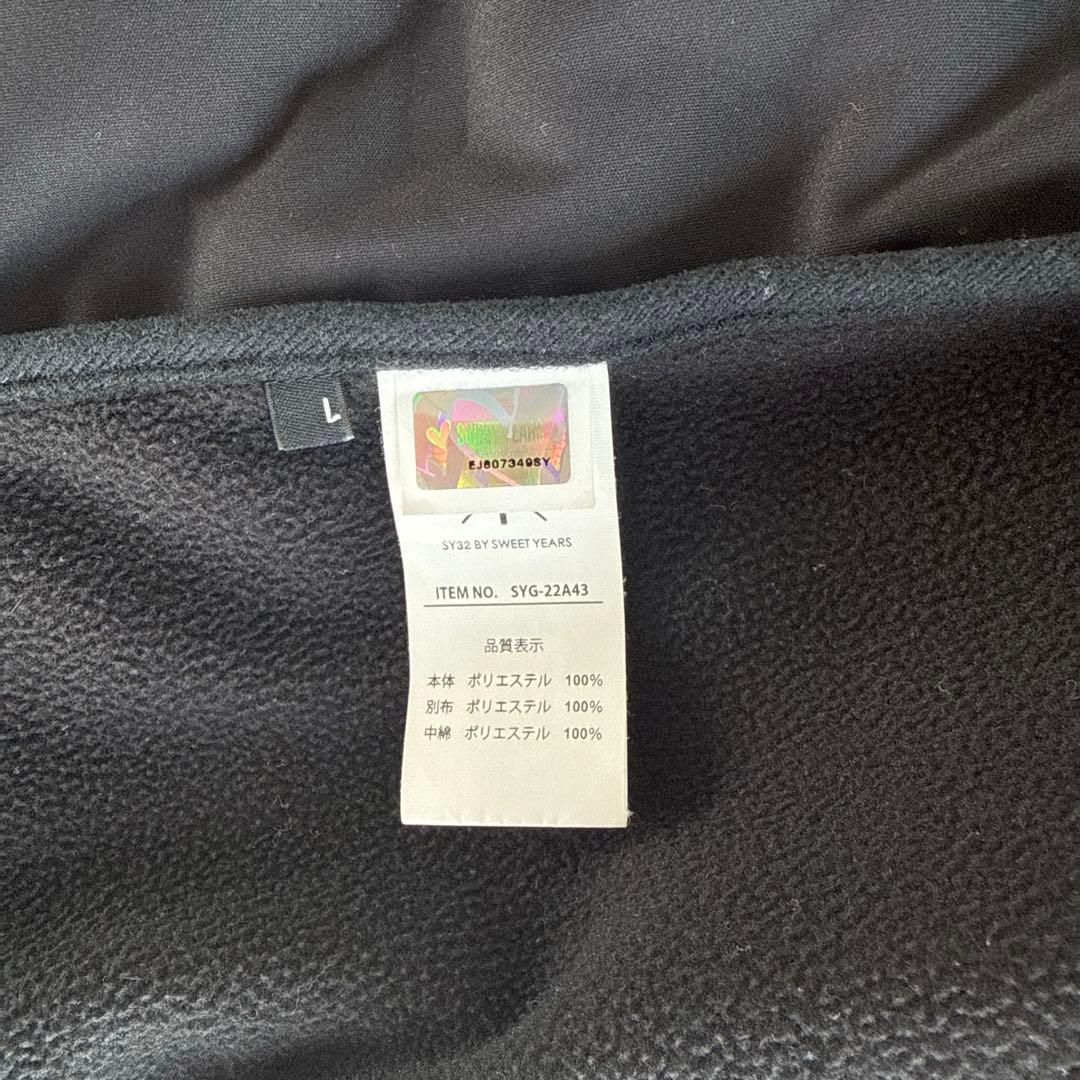 L
SWEET YEARS
EJ6073498Y
SY32 BY SWEET YEARS
ITEM NO. SYG-22A43
品質表示
本体 ポリエステル 100%
別布 ポリエステル 100%
中綿 ポリエステル 100%